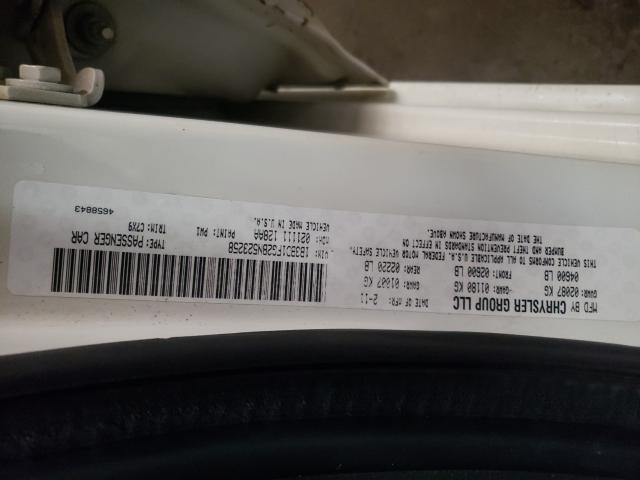 MFD BY CHRYSLER GROUP LLC
DATE OF MFR: 2-11
GVWR: 02087 KG
04600 LB
GAWR: 01180 KG
FRONT: 02600 LB
GAWR: 01007 KG
REAR: 02220 LB
THIS VEHICLE CONFORMS TO ALL APPLICABLE U.S.A. FEDERAL MOTOR VEHICLE SAFETY,
BUMPER AND THEFT PREVENTION STANDARDS IN EFFECT ON
THE DATE OF MANUFACTURE SHOWN ABOVE.
TYPE: PASSENGER CAR
TRIM: C7X9
PAINT: PW1
MDH: 021111 120AA
VEHICLE MADE IN U.S.A.
4658843